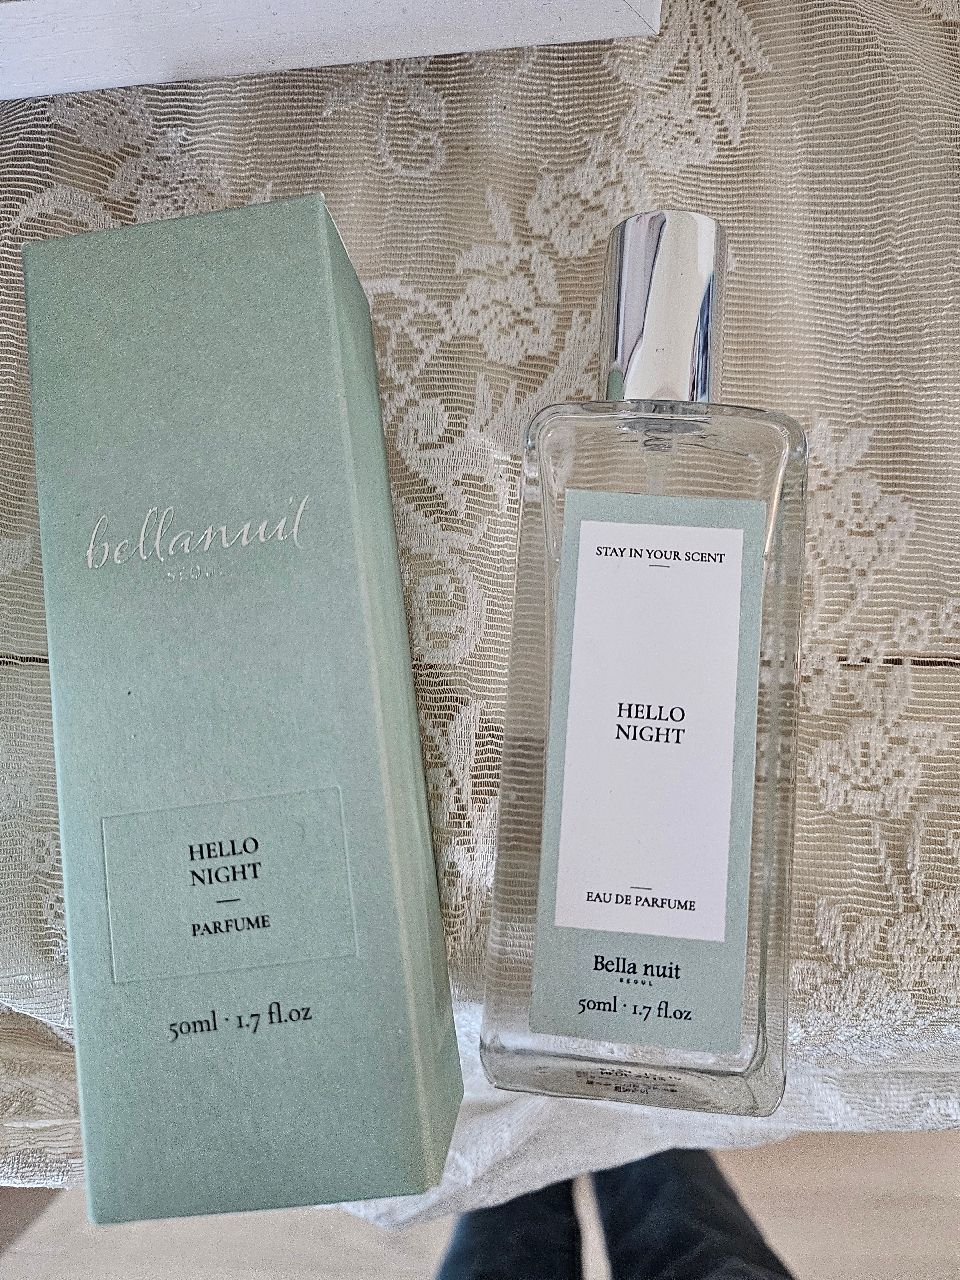 bellanuit
SEOUL
HELLO
NIGHT
PARFUME
50ml · 1.7 fl.oz
STAY IN YOUR SCENT
HELLO
NIGHT
EAU DE PARFUME
Bella nuit
SEOUL
50ml · 1.7 fl.oz